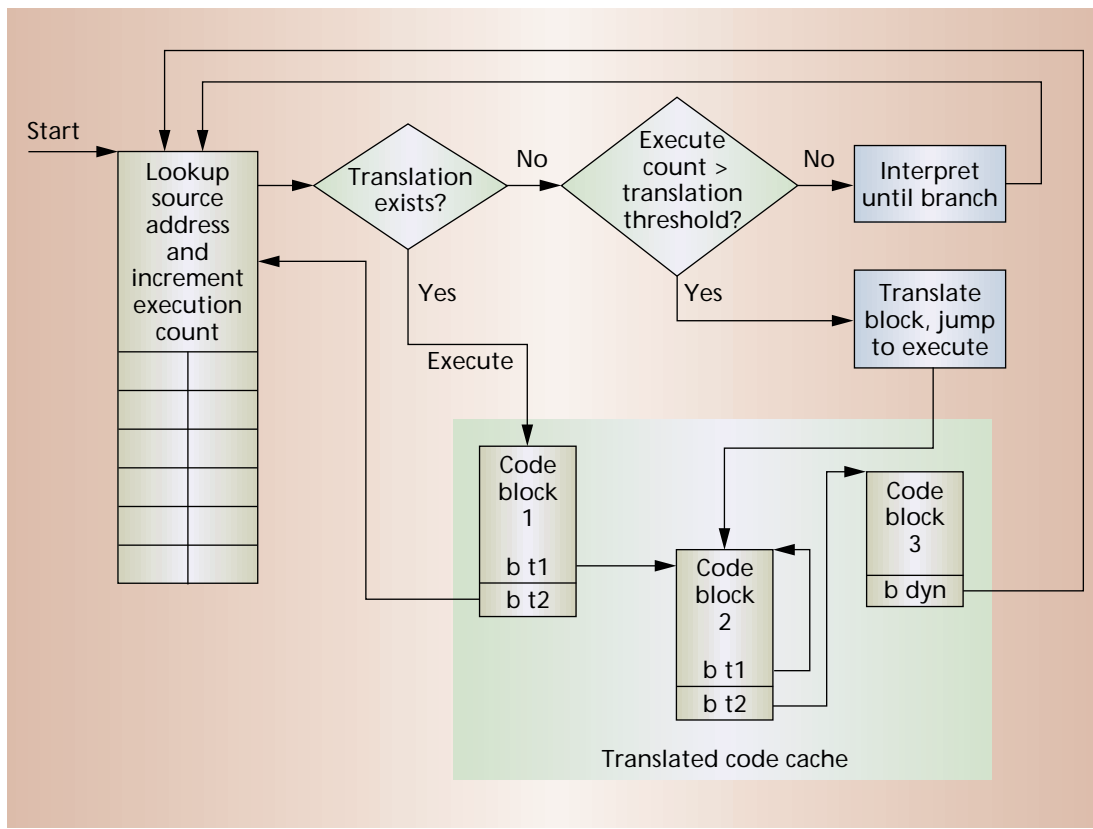 Start
Lookup
source
address
and
increment
execution
count
Translation
exists?
No
Execute
count >
translation
threshold?
No
Interpret
until branch
Yes
Execute
Yes
Translate
block, jump
to execute
Code
block
1
b t1
b t2
Code
block
2
b t1
b t2
Code
block
3
b dyn
Translated code cache